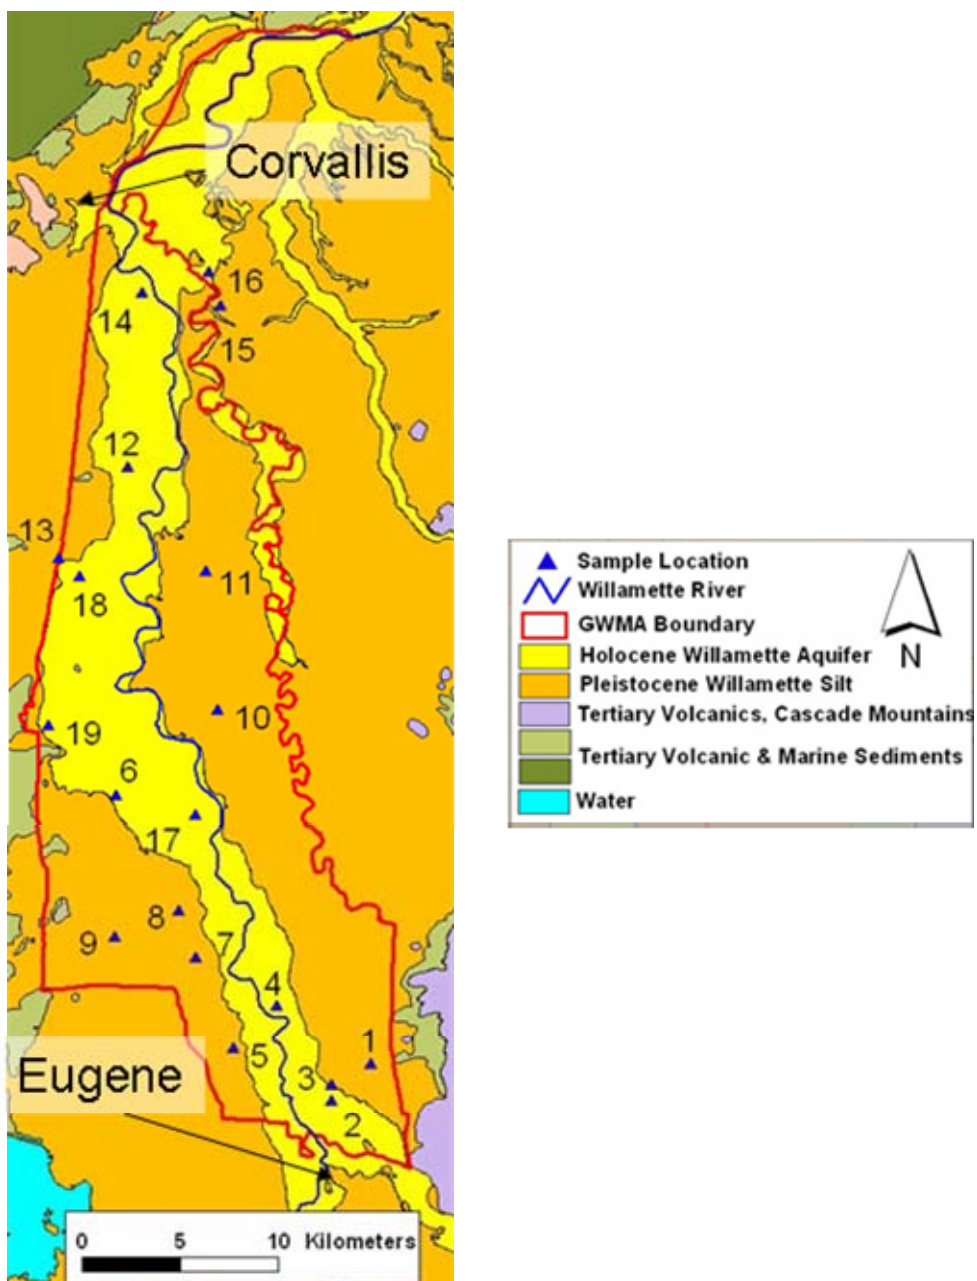 Corvallis
16
14
15
12
13
11
18
10
19
6
17
8
7
9
4
1
5
3
Eugene
2
0 5 10 Kilometers
Sample Location
Willamette River
GWMA Boundary
N
Holocene Willamette Aquifer
Pleistocene Willamette Silt
Tertiary Volcanics, Cascade Mountains
Tertiary Volcanic & Marine Sediments
Water